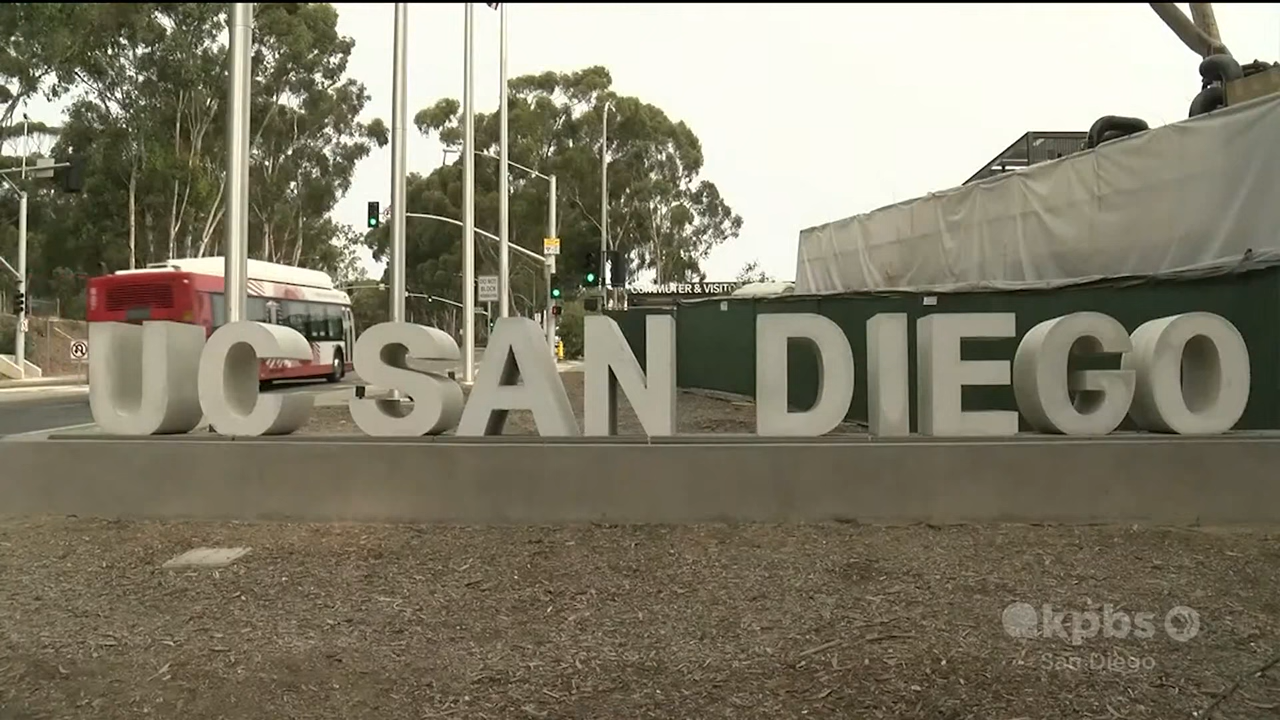 DO NOT
BLOCK
COMMUTER & VISITO
UC SAN DIEGO
kpbs
San Diego